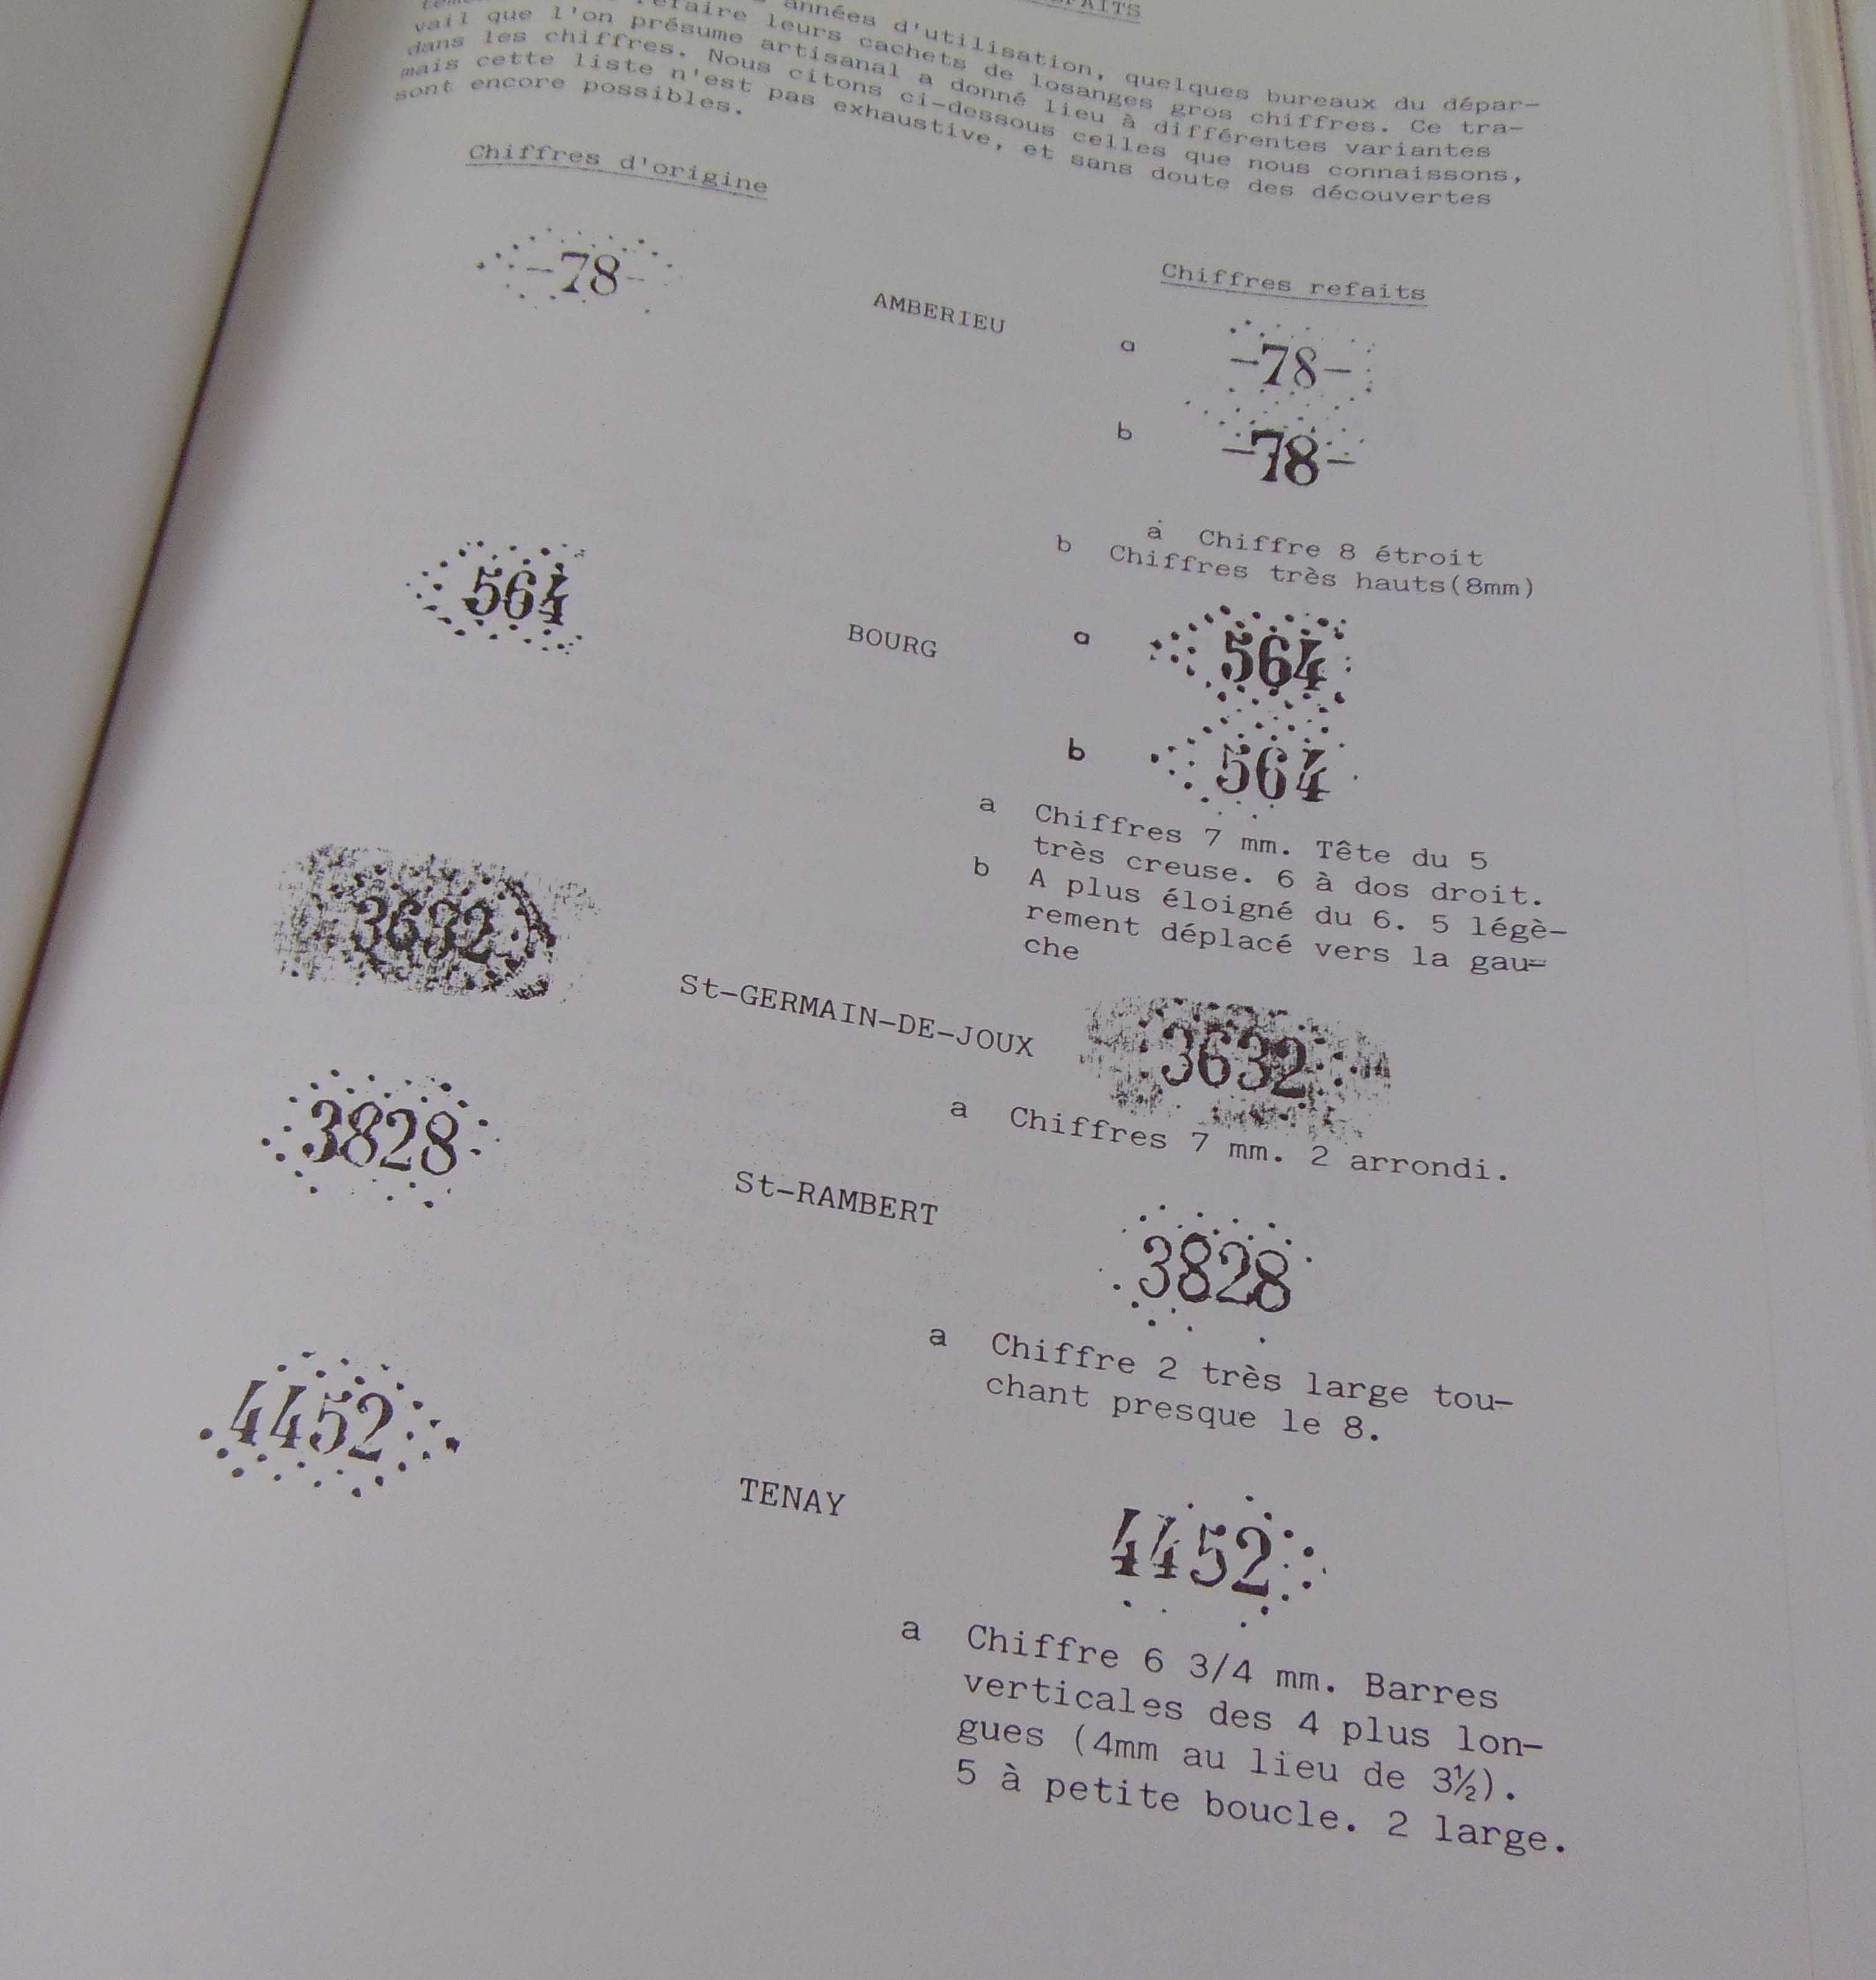 années d'utilisation, quelques bureaux du dépar-
refaire leurs cachets de losanges gros chiffres. Ce tra-
vail que l'on présume artisanal a donné lieu à différentes variantes
dans les chiffres. Nous citons ci-dessous celles que nous connaissons,
mais cette liste n'est pas exhaustive, et sans doute des découvertes
sont encore possibles.
Chiffres d'origine
Chiffres refaits
-78-
AMBERIEU
a
-78-
b
-78-
a Chiffre 8 étroit
b Chiffres très hauts(8mm)
564
BOURG
a
564
b
564
a Chiffres 7 mm. Tête du 5
très creuse. 6 à dos droit.
b A plus éloigné du 6. 5 légè-
rement déplacé vers la gau-
che
3632
St-GERMAIN-DE-JOUX
3632
a Chiffres 7 mm. 2 arrondi.
3828
St-RAMBERT
3828
a Chiffre 2 très large tou-
chant presque le 8.
4452
TENAY
4452
a Chiffre 6 3/4 mm. Barres
verticales des 4 plus lon-
gues (4mm au lieu de 3½).
5 à petite boucle. 2 large.